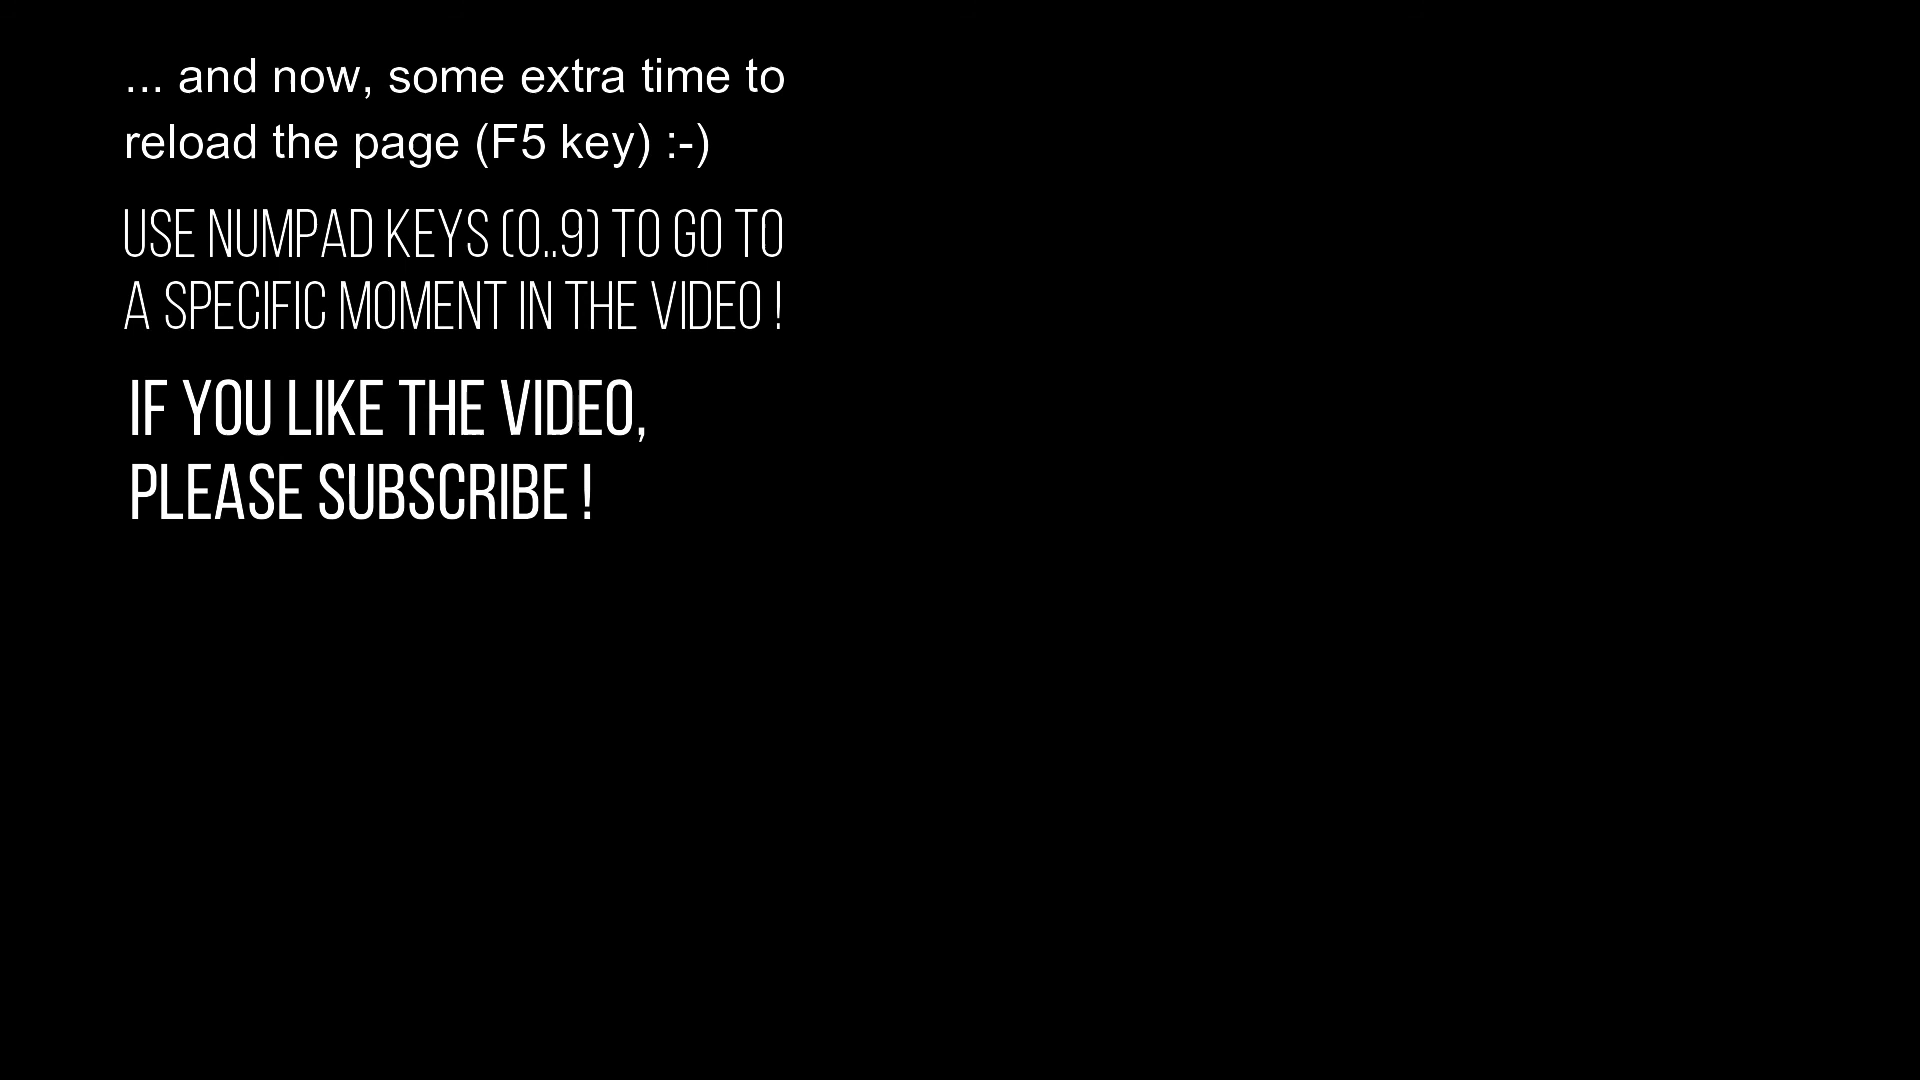 ... and now, some extra time to
reload the page (F5 key) :-)
USE NUMPAD KEYS (0..9) TO GO TO
A SPECIFIC MOMENT IN THE VIDEO !
IF YOU LIKE THE VIDEO,
PLEASE SUBSCRIBE !